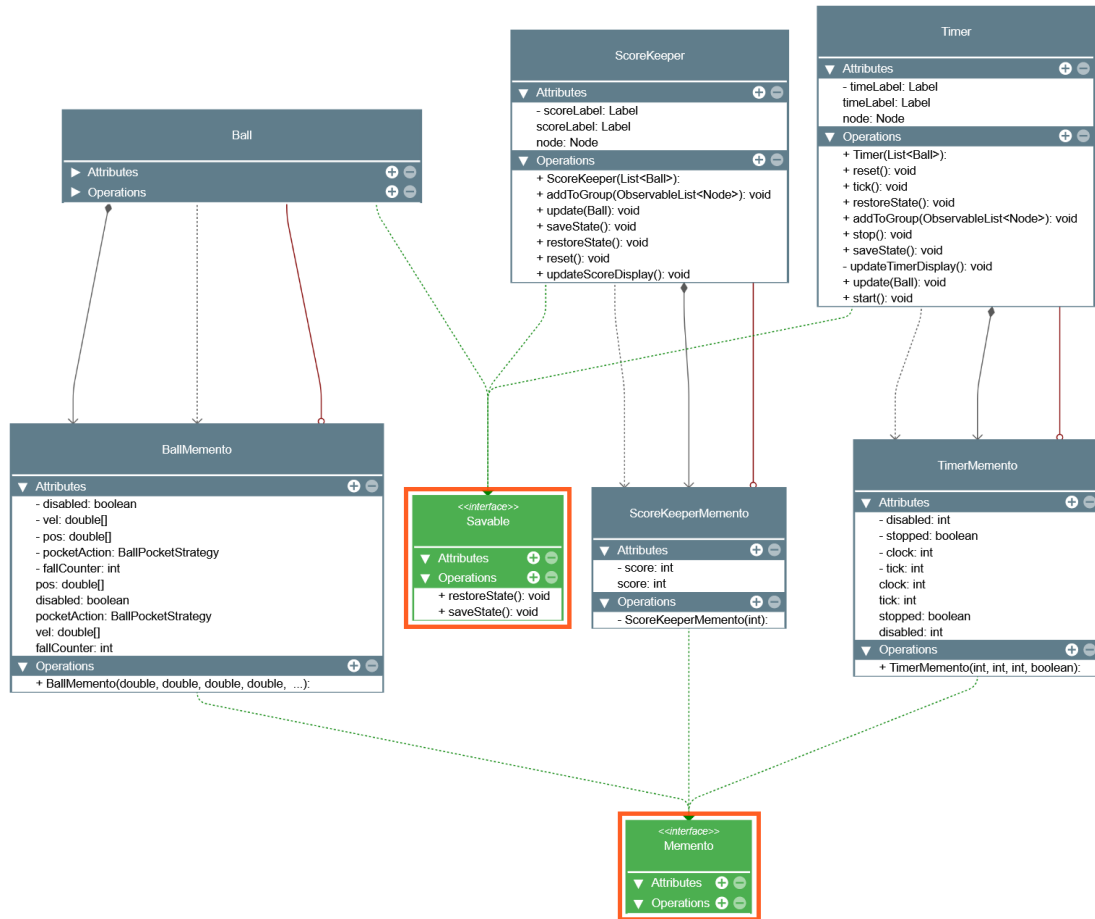 Ball
Attributes
Operations
ScoreKeeper
Attributes
- scoreLabel: Label
scoreLabel: Label
node: Node
Operations
+ ScoreKeeper(List<Ball>):
+ addToGroup(ObservableList<Node>): void
+ update(Ball): void
+ saveState(): void
+ restoreState(): void
+ reset(): void
+ updateScoreDisplay(): void
Timer
Attributes
- timeLabel: Label
timeLabel: Label
node: Node
Operations
+ Timer(List<Ball>):
+ reset(): void
+ tick(): void
+ restoreState(): void
+ addToGroup(ObservableList<Node>): void
+ stop(): void
+ saveState(): void
- updateTimerDisplay(): void
+ update(Ball): void
+ start(): void
BallMemento
Attributes
- disabled: boolean
- vel: double[]
- pos: double[]
- pocketAction: BallPocketStrategy
- fallCounter: int
pos: double[]
disabled: boolean
pocketAction: BallPocketStrategy
vel: double[]
fallCounter: int
Operations
+ BallMemento(double, double, double, double, ...):
<<interface>>
Savable
Attributes
Operations
+ restoreState(): void
+ saveState(): void
ScoreKeeperMemento
Attributes
- score: int
score: int
Operations
- ScoreKeeperMemento(int):
TimerMemento
Attributes
- disabled: int
- stopped: boolean
- clock: int
- tick: int
clock: int
tick: int
stopped: boolean
disabled: int
Operations
+ TimerMemento(int, int, int, boolean):
<<interface>>
Memento
Attributes
Operations